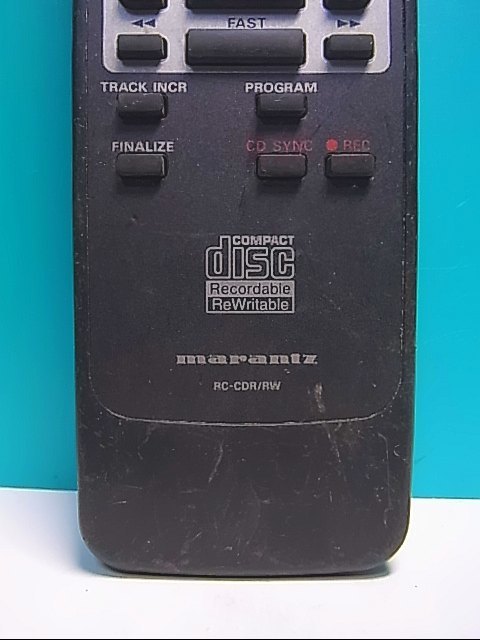 ◄◄ FAST ►►
TRACK INCR PROGRAM
FINALIZE CD SYNC ● REC
COMPACT
disc
Recordable
ReWritable
marantz
RC-CDR/RW